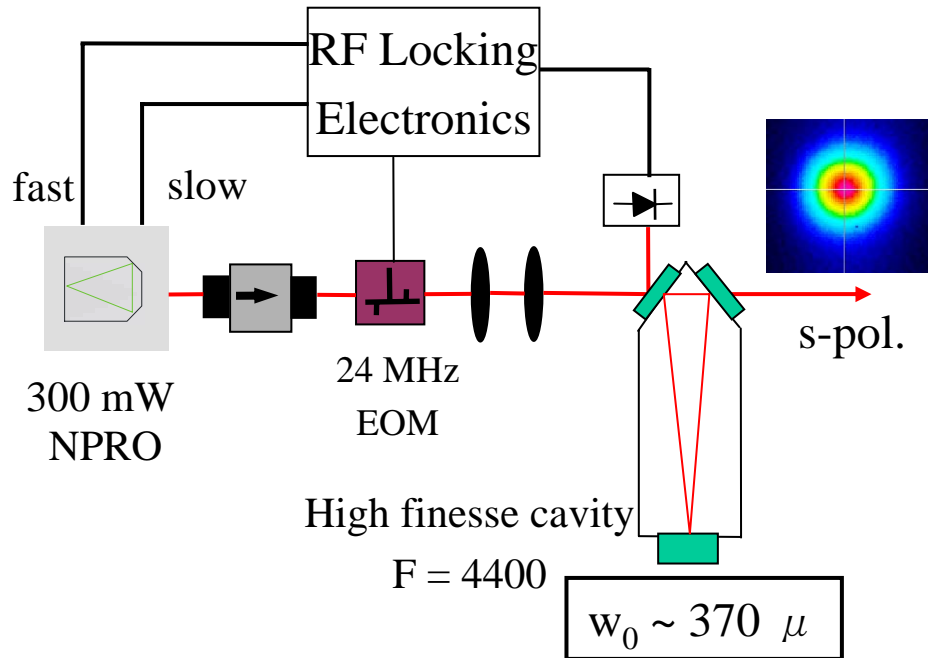 RF Locking
Electronics
fast
slow
s-pol.
24 MHz
EOM
300 mW
NPRO
High finesse cavity
F = 4400
w₀ ~ 370 μ